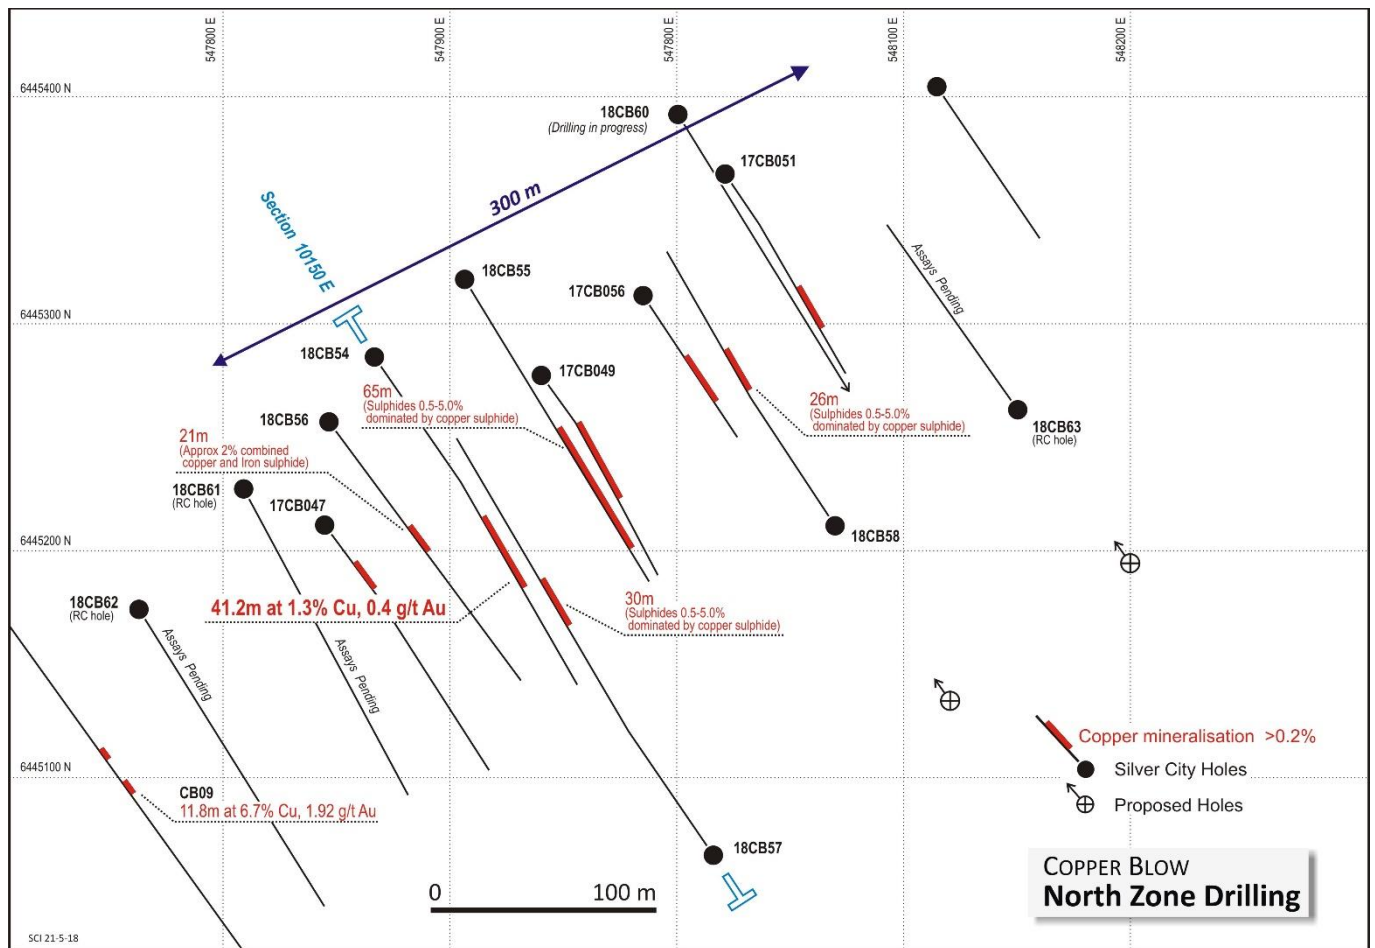 547800 E
547900 E
547800 E
548100 E
548200 E
6445400 N
18CB60
(Drilling in progress)
17CB051
300 m
Section 10150 E
18CB55
17CB056
Assays Pending
6445300 N
18CB54
17CB049
65m
(Sulphides 0.5-5.0%
dominated by copper sulphide)
26m
(Sulphides 0.5-5.0%
dominated by copper sulphide)
18CB63
(RC hole)
18CB56
21m
(Approx 2% combined
copper and Iron sulphide)
18CB61
(RC hole)
17CB047
18CB58
6445200 N
18CB62
(RC hole)
41.2m at 1.3% Cu, 0.4 g/t Au
30m
(Sulphides 0.5-5.0%
dominated by copper sulphide)
Assays Pending
Assays Pending
6445100 N
CB09
11.8m at 6.7% Cu, 1.92 g/t Au
18CB57
Copper mineralisation >0.2%
Silver City Holes
Proposed Holes
0 100 m
COPPER BLOW
North Zone Drilling
SCI 21-5-18